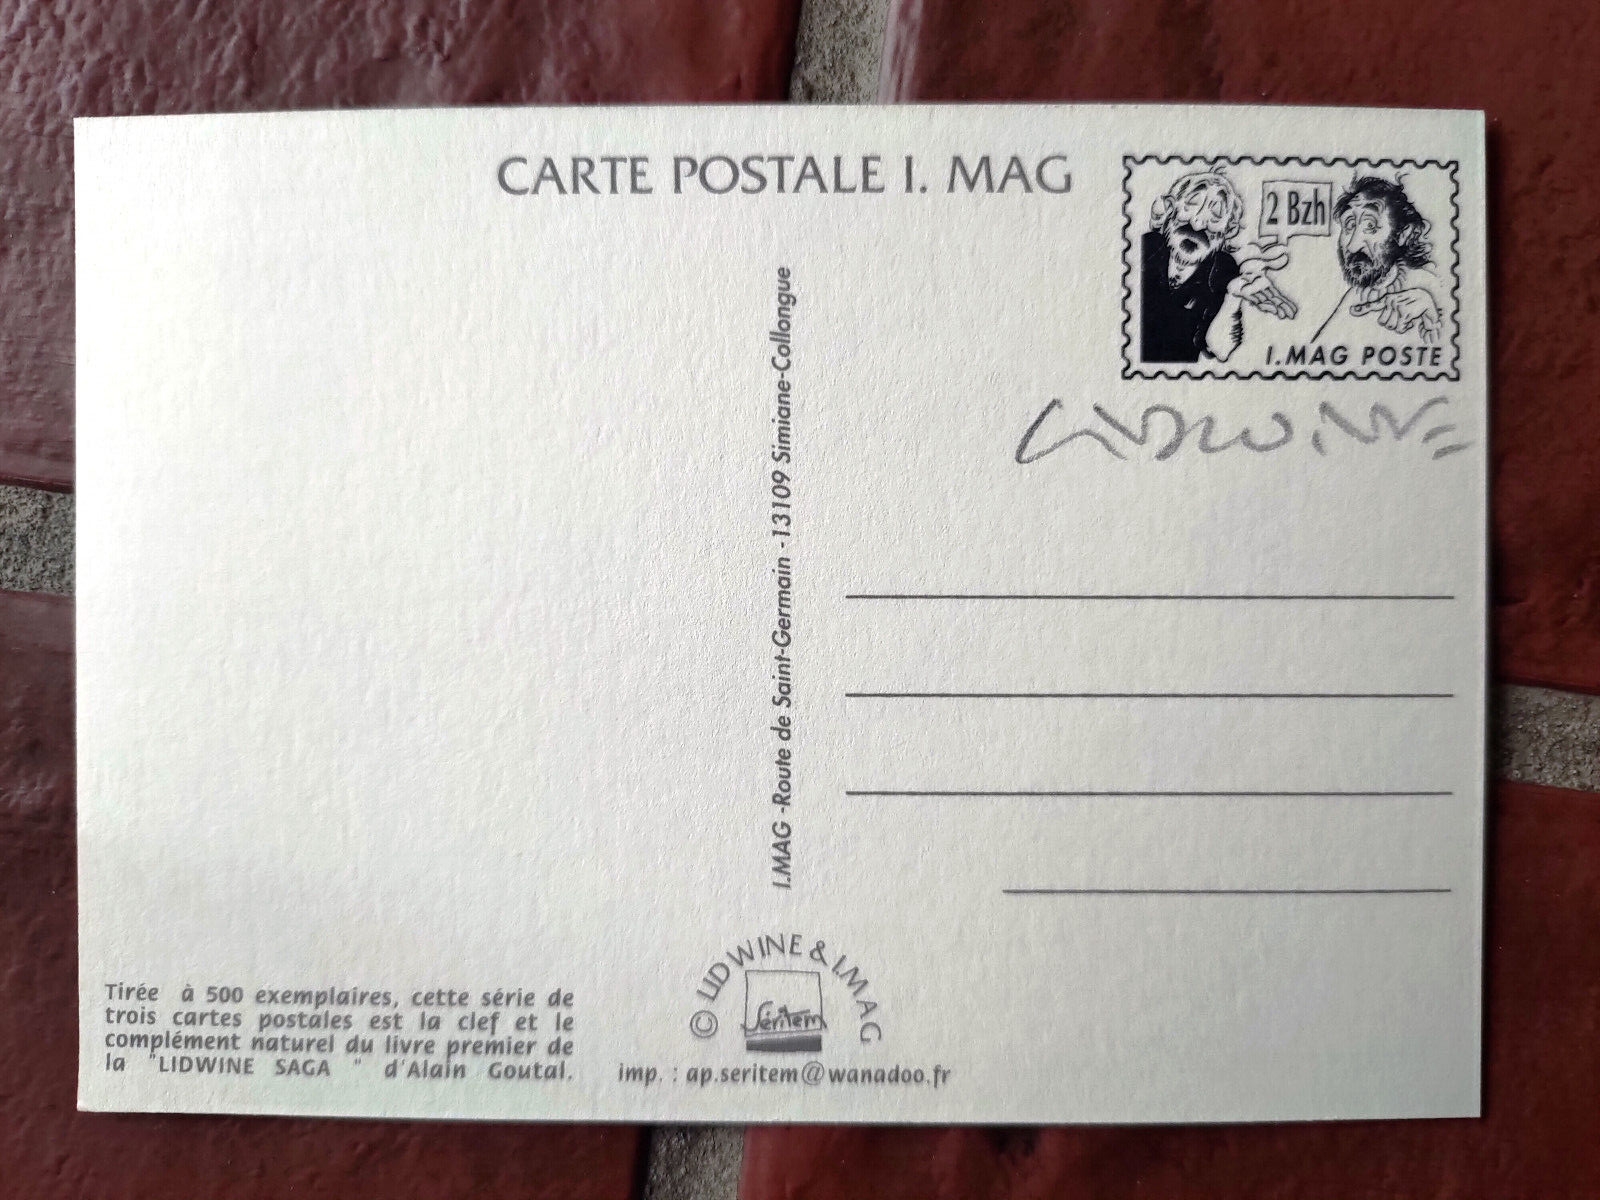 CARTE POSTALE I. MAG
2 Bzh
I.MAG POSTE
LIDWINE
I.MAG -Route de Saint-Germain - 13109 Simiane-Collongue
Tirée à 500 exemplaires, cette série de
trois cartes postales est la clef et le
complément naturel du livre premier de
la "LIDWINE SAGA " d'Alain Goutal.
© LIDWINE & I.MAG
Séritem
imp. : ap.seritem@wanadoo.fr